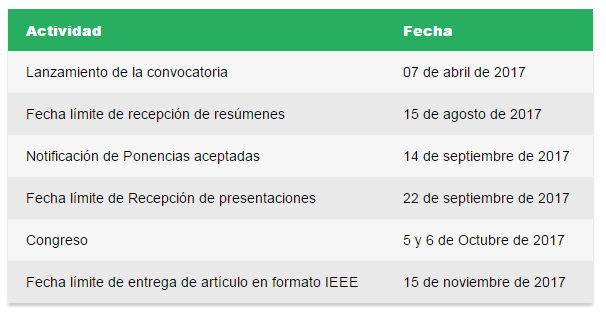 Actividad Fecha
Lanzamiento de la convocatoria 07 de abril de 2017
Fecha límite de recepción de resúmenes 15 de agosto de 2017
Notificación de Ponencias aceptadas 14 de septiembre de 2017
Fecha límite de Recepción de presentaciones 22 de septiembre de 2017
Congreso 5 y 6 de Octubre de 2017
Fecha límite de entrega de artículo en formato IEEE 15 de noviembre de 2017